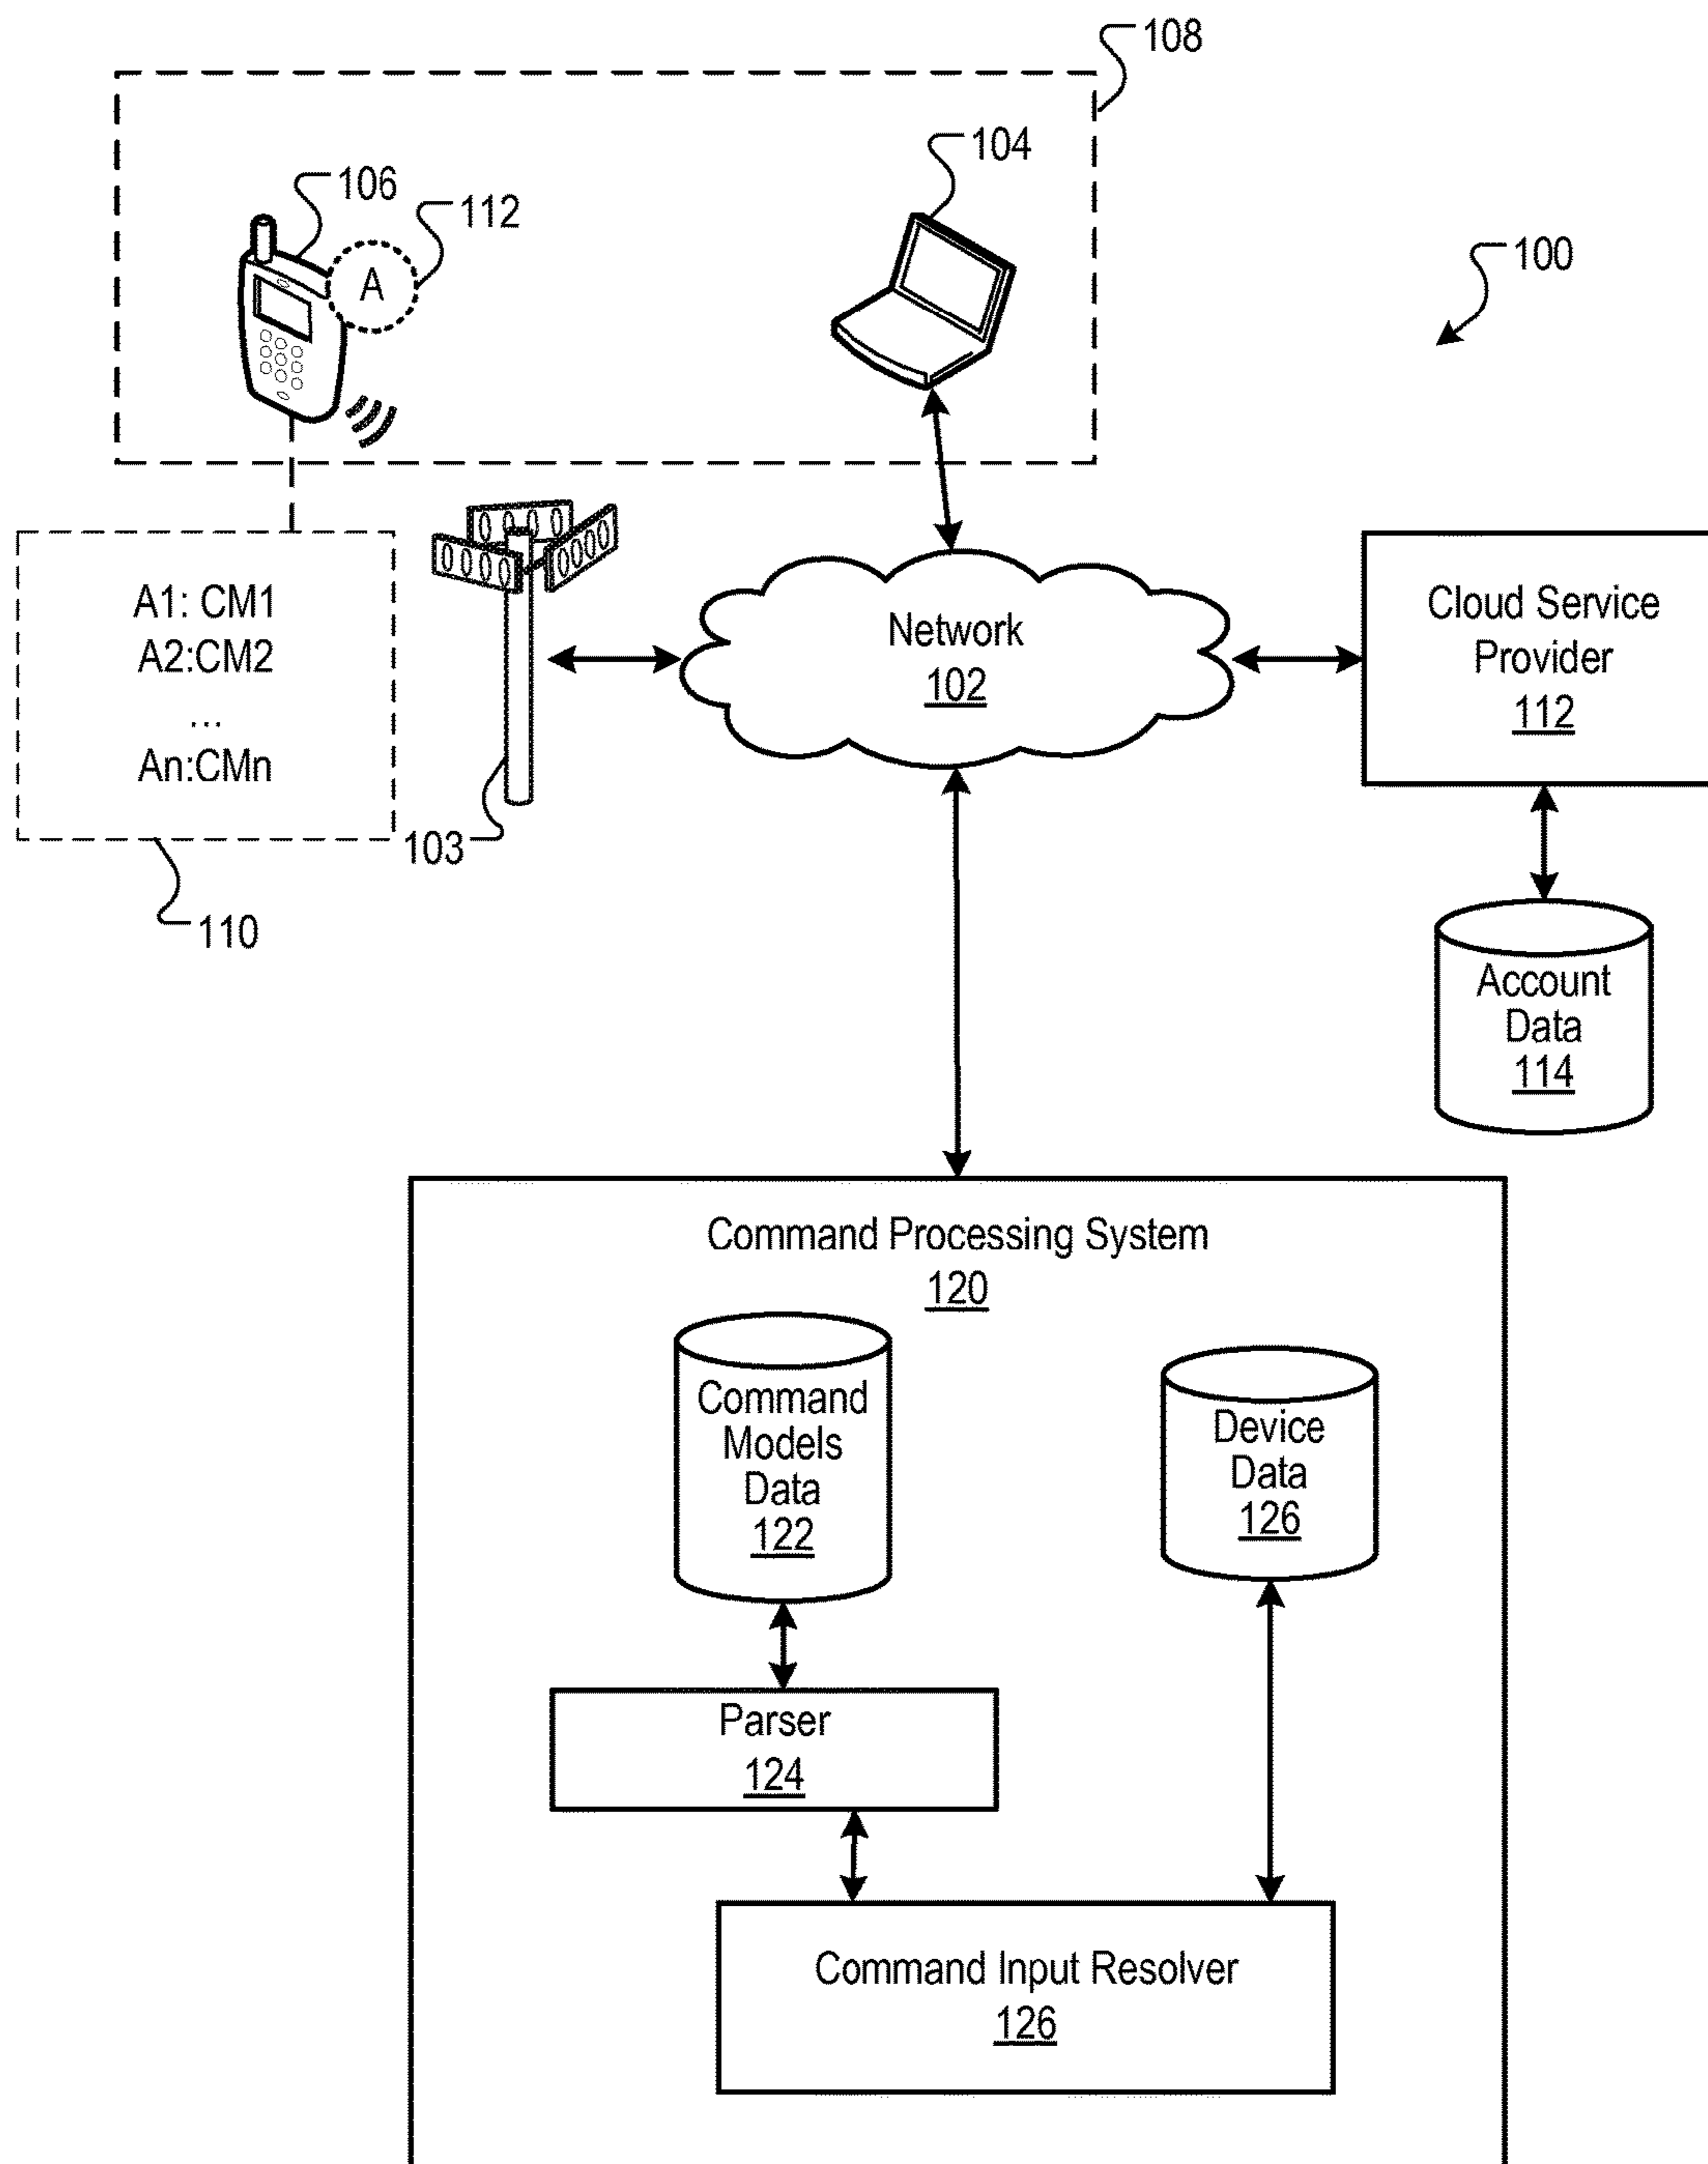 108
104
106
112
A
100
A1: CM1
A2:CM2
...
An:CMn
110
103
Network
102
Cloud Service
Provider
112
Account
Data
114
Command Processing System
120
Command
Models
Data
122
Device
Data
126
Parser
124
Command Input Resolver
126